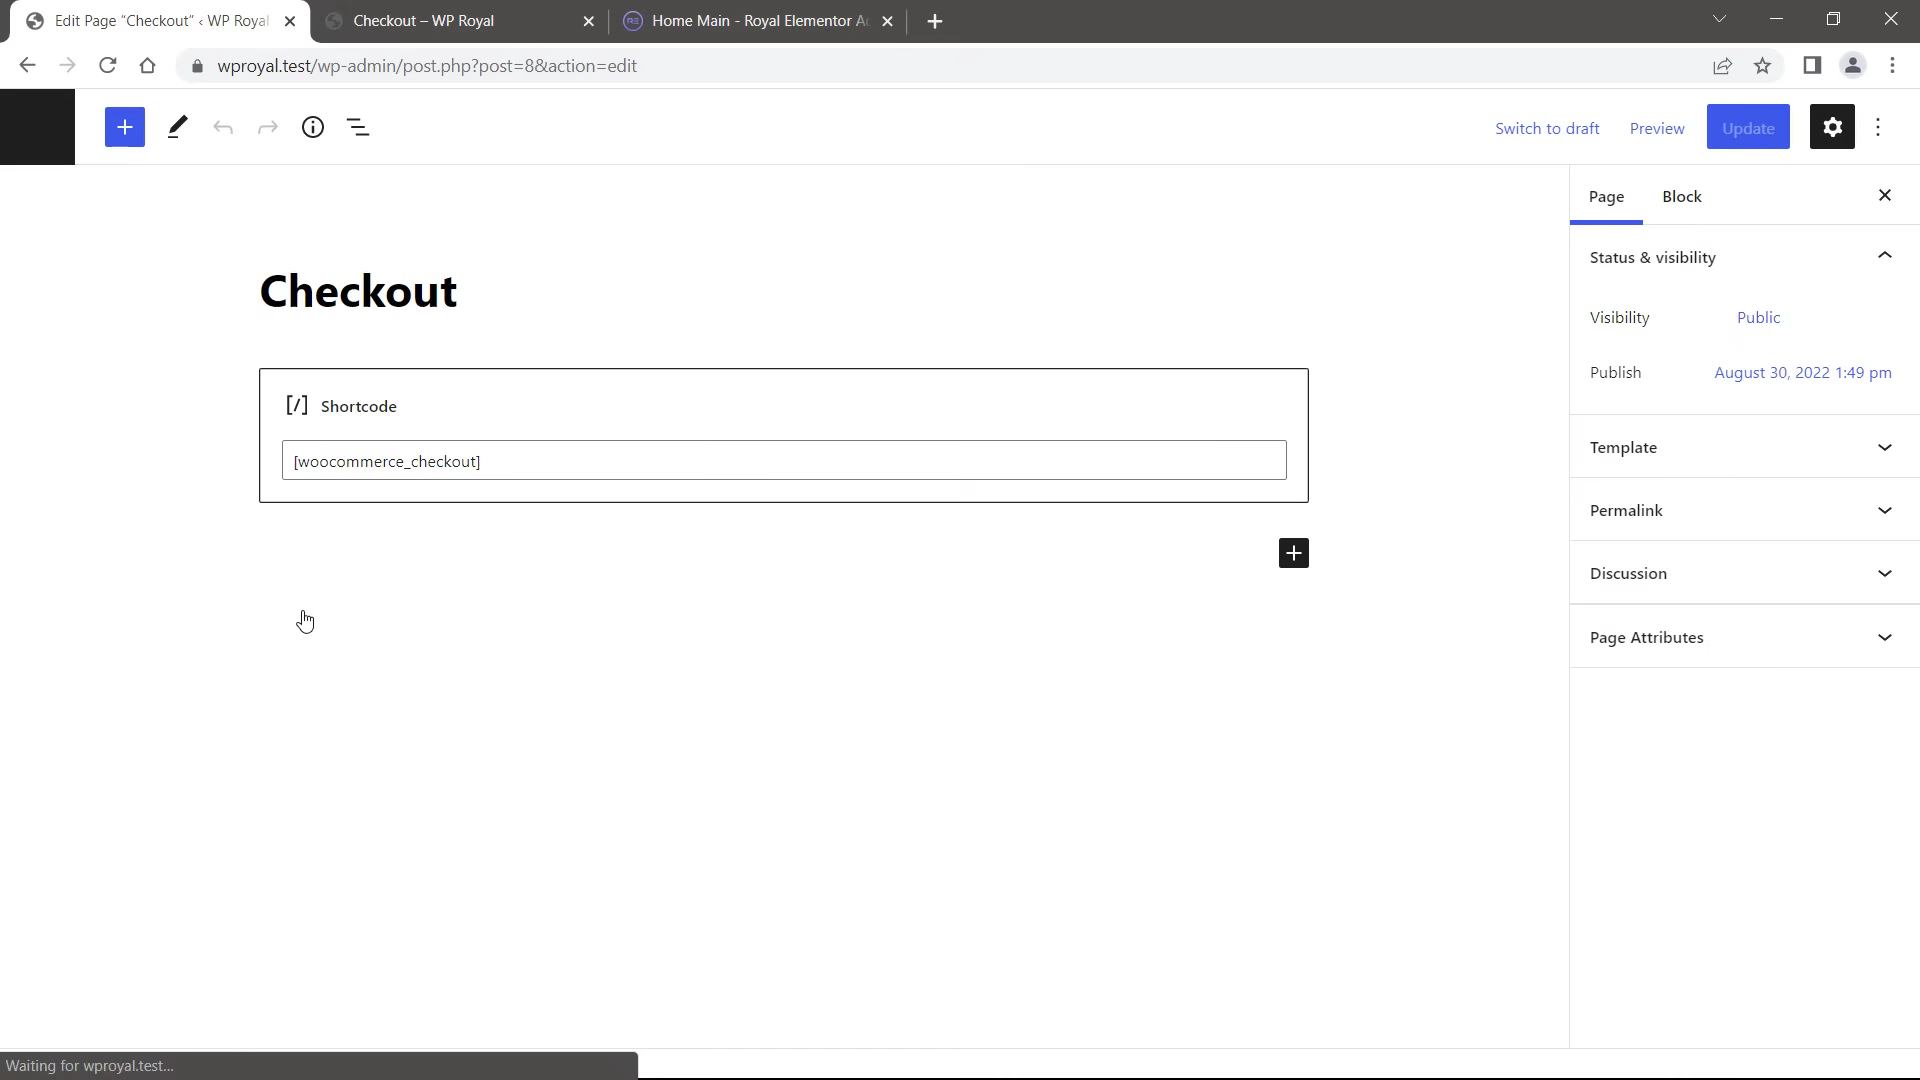 Edit Page “Checkout” ‹ WP Royal
Checkout – WP Royal
Home Main - Royal Elementor Ad
wproyal.test/wp-admin/post.php?post=8&action=edit
Switch to draft
Preview
Update
Page
Block
Checkout
Status & visibility
Visibility
Public
Publish
August 30, 2022 1:49 pm
[/] Shortcode
[woocommerce_checkout]
Template
Permalink
Discussion
Page Attributes
Waiting for wproyal.test...